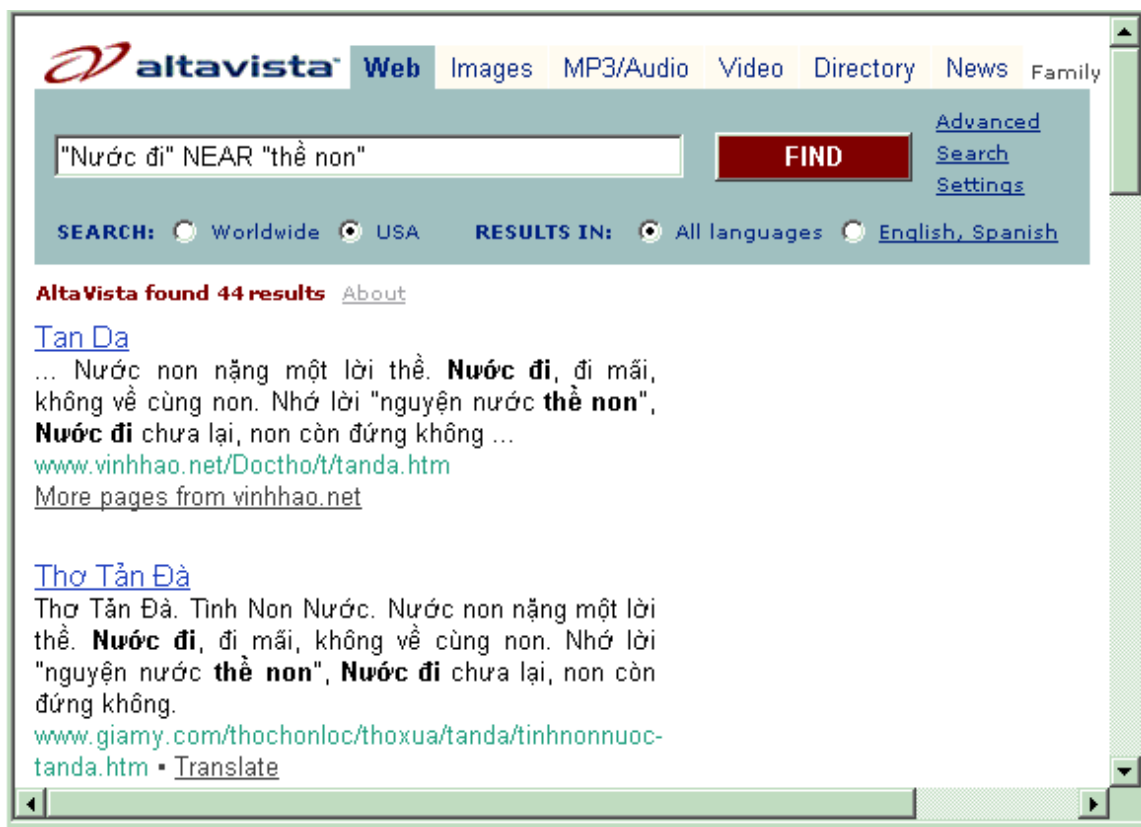 altavista Web Images MP3/Audio Video Directory News Family
"Nước đi" NEAR "thề non" FIND Advanced
Search
Settings
SEARCH: Worldwide USA RESULTS IN: All languages English, Spanish
AltaVista found 44 results About
Tan Da
... Nước non nặng một lời thề. Nước đi, đi mãi,
không về cùng non. Nhớ lời "nguyện nước thề non",
Nước đi chưa lại, non còn đứng không ...
www.vinhhao.net/Doctho/t/tanda.htm
More pages from vinhhao.net
Thơ Tản Đà
Thơ Tản Đà. Tình Non Nước. Nước non nặng một lời
thề. Nước đi, đi mãi, không về cùng non. Nhớ lời
"nguyện nước thề non", Nước đi chưa lại, non còn
đứng không.
www.giamy.com/thochonloc/thoxua/tanda/tinhnonnuoc-
tanda.htm ▪ Translate